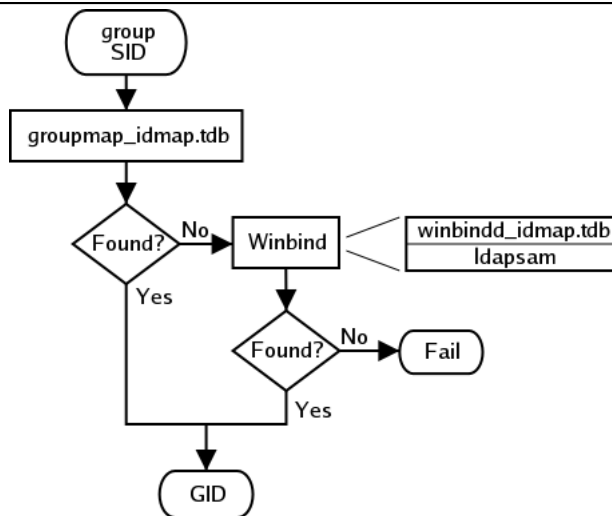 group
SID
groupmap_idmap.tdb
Found?
No
Winbind
winbindd_idmap.tdb
ldapsam
Yes
Found?
No
Fail
Yes
GID